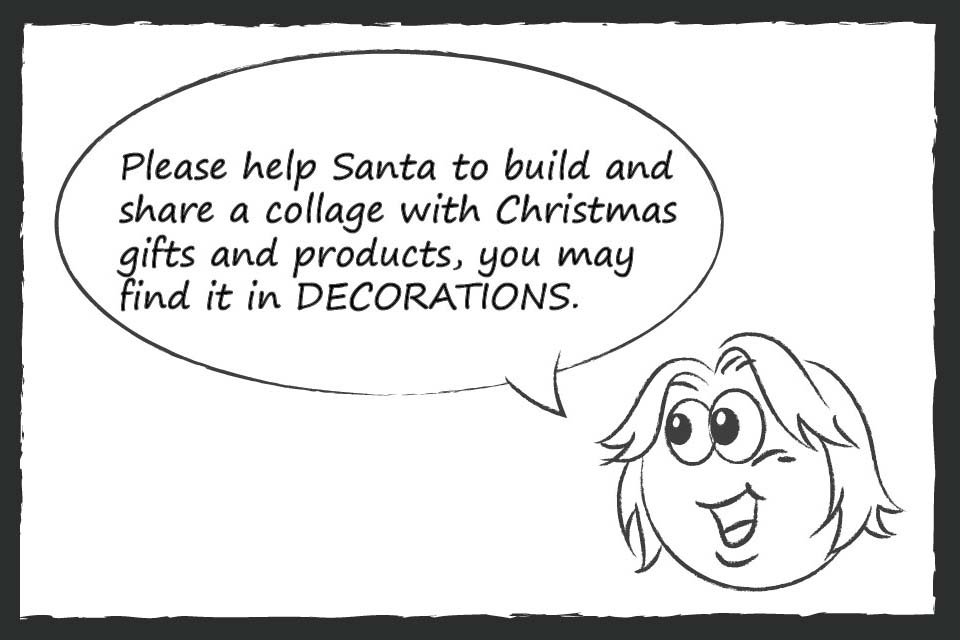 Please help Santa to build and
share a collage with Christmas
gifts and products, you may
find it in DECORATIONS.